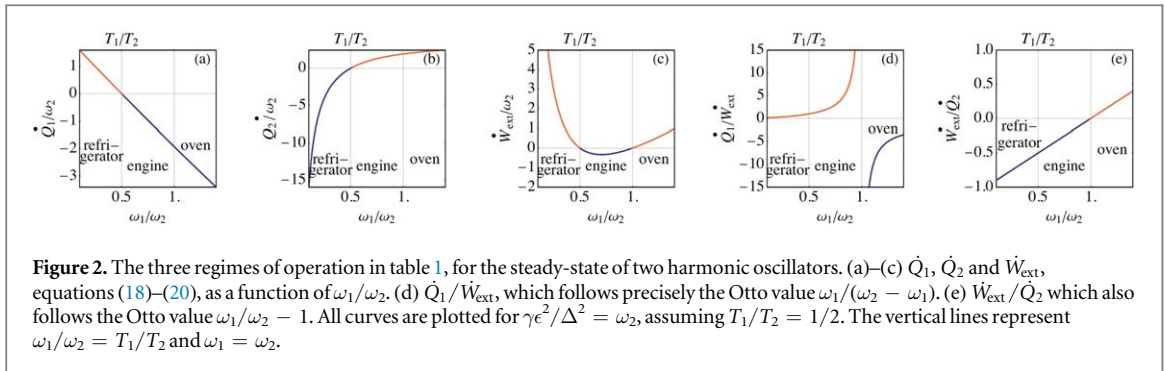 T₁/T₂
(a)
1
0
−1
−2
−3
Q̇₁/ω₂
refri-
gerator
engine
oven
0.5
1.
ω₁/ω₂
T₁/T₂
(b)
0
−5
−10
−15
Q̇₂/ω₂
refri-
gerator
engine
oven
0.5
1.
ω₁/ω₂
T₁/T₂
(c)
5
4
3
2
1
0
−1
−2
Ẇext/ω₂
refri-
gerator
engine
oven
0.5
1.
ω₁/ω₂
T₁/T₂
(d)
15
10
5
0
−5
−10
−15
Q̇₁/Ẇext
refri-
gerator
engine
oven
0.5
1.
ω₁/ω₂
T₁/T₂
(e)
1.0
0.5
0.0
−0.5
−1.0
Ẇext/Q̇₂
refri-
gerator
engine
oven
0.5
1.
ω₁/ω₂
Figure 2. The three regimes of operation in table 1, for the steady-state of two harmonic oscillators. (a)–(c) Q̇₁, Q̇₂ and Ẇext,
equations (18)–(20), as a function of ω₁/ω₂. (d) Q̇₁/Ẇext, which follows precisely the Otto value ω₁/(ω₂ − ω₁). (e) Ẇext/Q̇₂ which also
follows the Otto value ω₁/ω₂ − 1. All curves are plotted for γϵ²/Δ² = ω₂, assuming T₁/T₂ = 1/2. The vertical lines represent
ω₁/ω₂ = T₁/T₂ and ω₁ = ω₂.